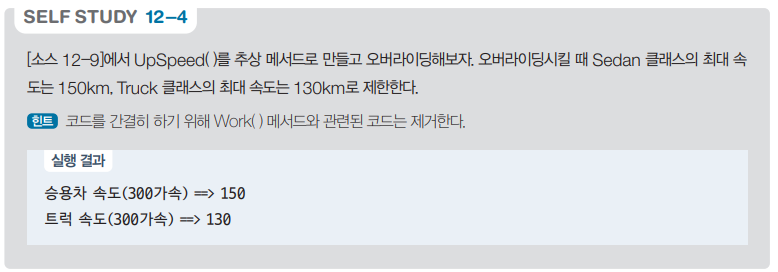 SELF STUDY 12-4
[소스 12-9]에서 UpSpeed( )를 추상 메서드로 만들고 오버라이딩해보자. 오버라이딩시킬 때 Sedan 클래스의 최대 속
도는 150km, Truck 클래스의 최대 속도는 130km로 제한한다.
힌트 코드를 간결히 하기 위해 Work( ) 메서드와 관련된 코드는 제거한다.
실행 결과
승용차 속도(300가속) ==> 150
트럭 속도(300가속) ==> 130